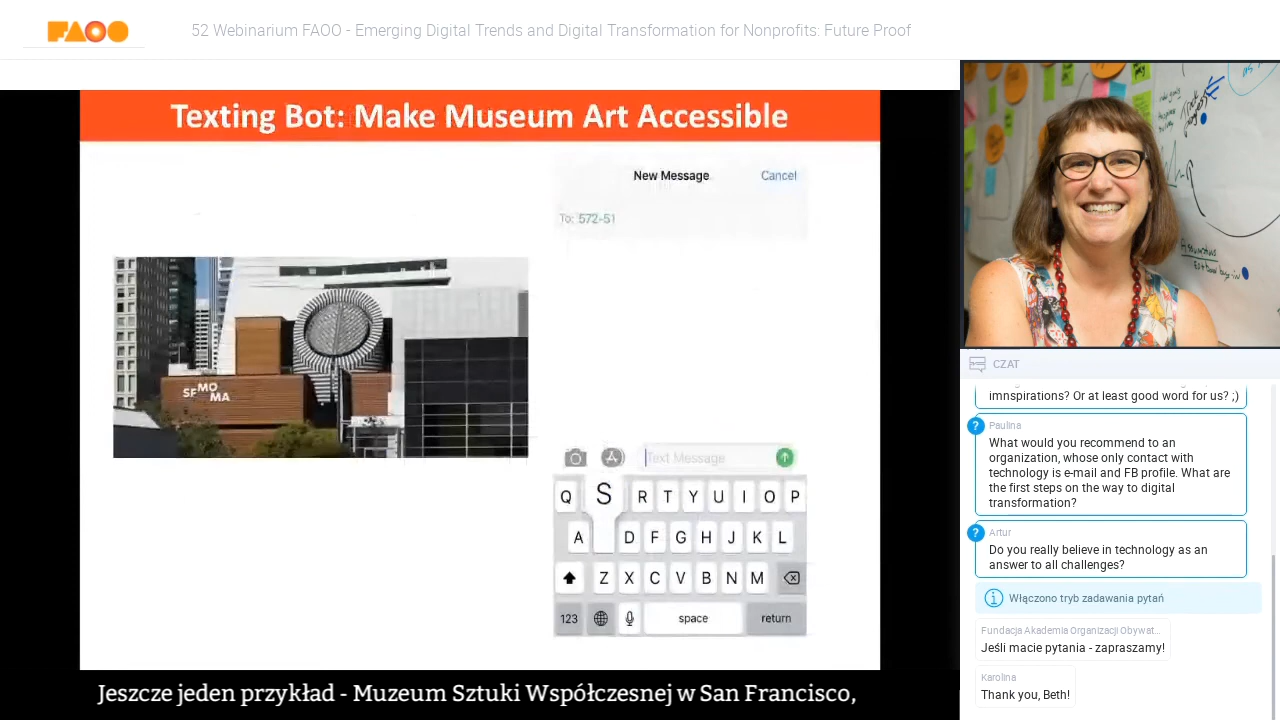 FAOO
52 Webinarium FAOO - Emerging Digital Trends and Digital Transformation for Nonprofits: Future Proof
Texting Bot: Make Museum Art Accessible
New Message
Cancel
To: 572-51
SF MO MA
Text Message
Q S R T Y U I O P
A D F G H J K L
Z X C V B N M
123 space return
Jeszcze jeden przykład - Muzeum Sztuki Współczesnej w San Francisco,
CZAT
imnspirations? Or at least good word for us? ;)
? Paulina
What would you recommend to an
organization, whose only contact with
technology is e-mail and FB profile. What are
the first steps on the way to digital
transformation?
? Artur
Do you really believe in technology as an
answer to all challenges?
Włączono tryb zadawania pytań
Fundacja Akademia Organizacji Obywat...
Jeśli macie pytania - zapraszamy!
Karolina
Thank you, Beth!